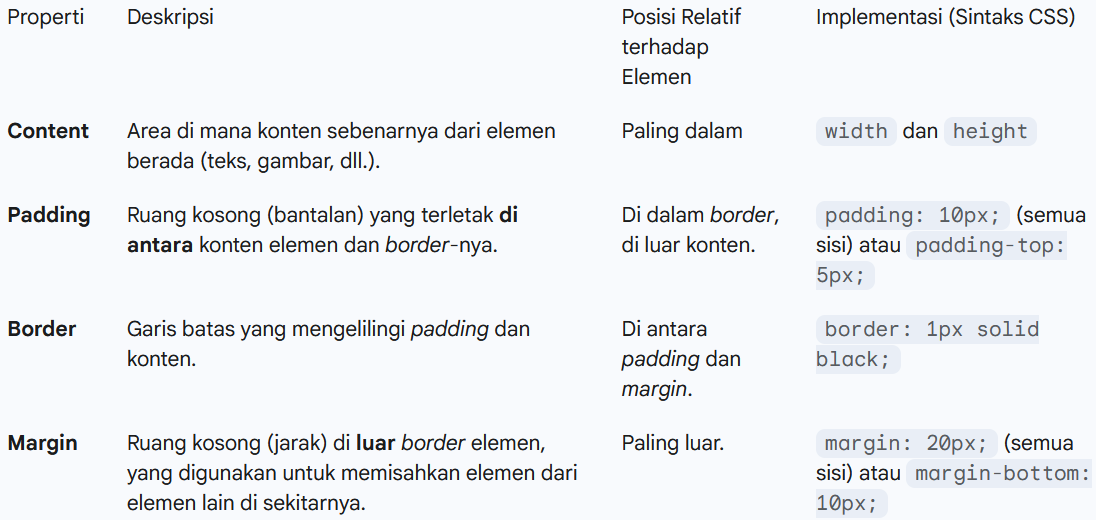 Properti Deskripsi Posisi Relatif terhadap Elemen Implementasi (Sintaks CSS)
Content Area di mana konten sebenarnya dari elemen berada (teks, gambar, dll.). Paling dalam width dan height
Padding Ruang kosong (bantalan) yang terletak di antara konten elemen dan border-nya. Di dalam border, di luar konten. padding: 10px; (semua sisi) atau padding-top: 5px;
Border Garis batas yang mengelilingi padding dan konten. Di antara padding dan margin. border: 1px solid black;
Margin Ruang kosong (jarak) di luar border elemen, yang digunakan untuk memisahkan elemen dari elemen lain di sekitarnya. Paling luar. margin: 20px; (semua sisi) atau margin-bottom: 10px;